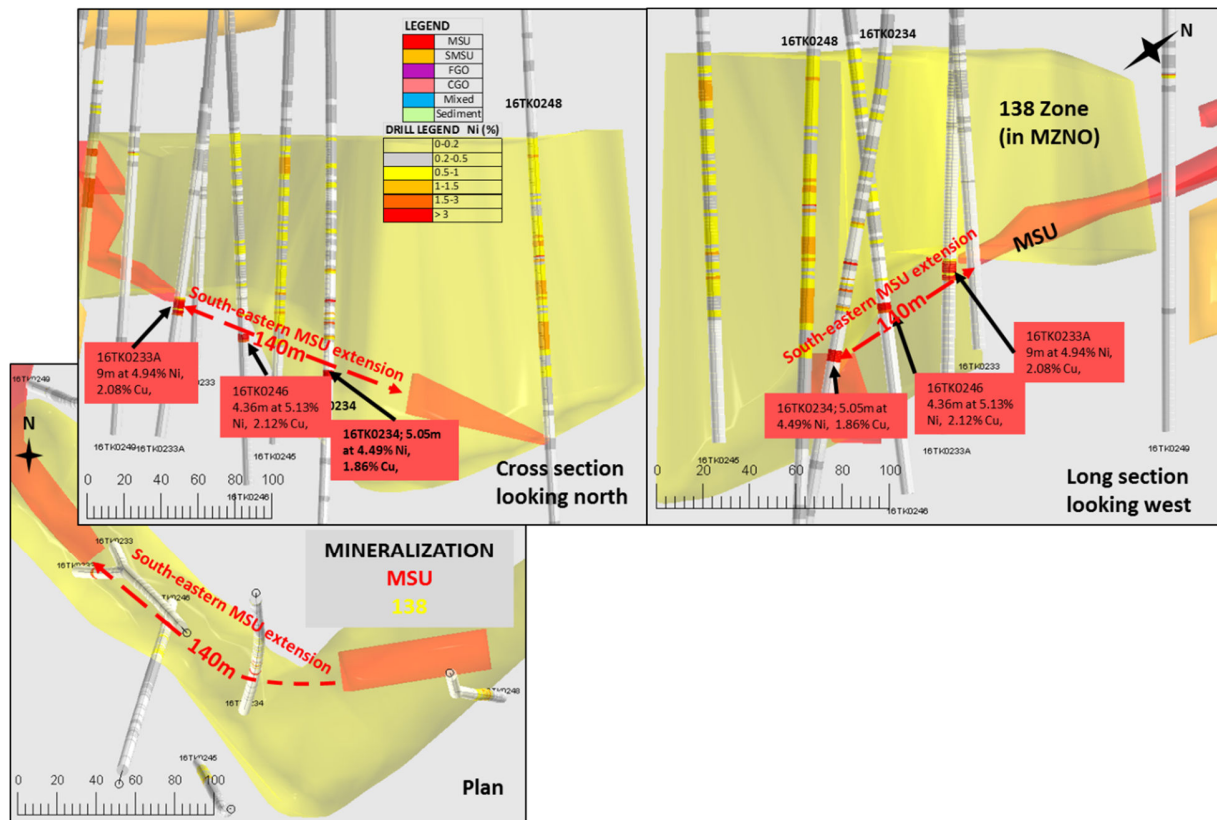 LEGEND
MSU
SMSU
FGO
CGO
Mixed
Sediment
DRILL LEGEND Ni (%)
0-0.2
0.2-0.5
0.5-1
1-1.5
1.5-3
> 3
16TK0248
South-eastern MSU extension
140m
16TK0233A
9m at 4.94% Ni,
2.08% Cu,
16TK0233
16TK0246
4.36m at 5.13%
Ni, 2.12% Cu,
0234
16TK0234; 5.05m
at 4.49% Ni,
1.86% Cu,
16TK0249
16TK0233A
16TK0245
16TK0246
0 20 40 60 80 100
Cross section
looking north
16TK0234
16TK0248
N
138 Zone
(in MZNO)
MSU
South-eastern MSU extension
140m
16TK0233A
9m at 4.94% Ni,
2.08% Cu,
16TK0246
4.36m at 5.13%
Ni, 2.12% Cu,
16TK0234; 5.05m at
4.49% Ni, 1.86% Cu,
16TK0245
16TK0233
16TK0233A
16TK0249
16TK0246
0 20 40 60 80 100
Long section
looking west
16TK0249
N
16TK0233
16TK0246
South-eastern MSU extension
140m
MINERALIZATION
MSU
138
16TK0245
0 20 40 60 80 100
Plan